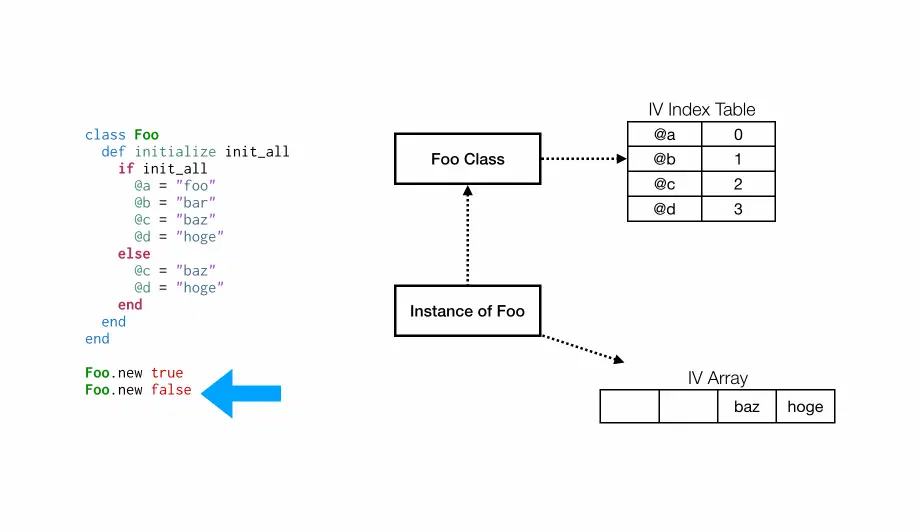 class Foo
  def initialize init_all
    if init_all
      @a = "foo"
      @b = "bar"
      @c = "baz"
      @d = "hoge"
    else
      @c = "baz"
      @d = "hoge"
    end
  end
end
Foo.new true
Foo.new false
Foo Class
Instance of Foo
IV Index Table
@a 0
@b 1
@c 2
@d 3
IV Array
baz hoge